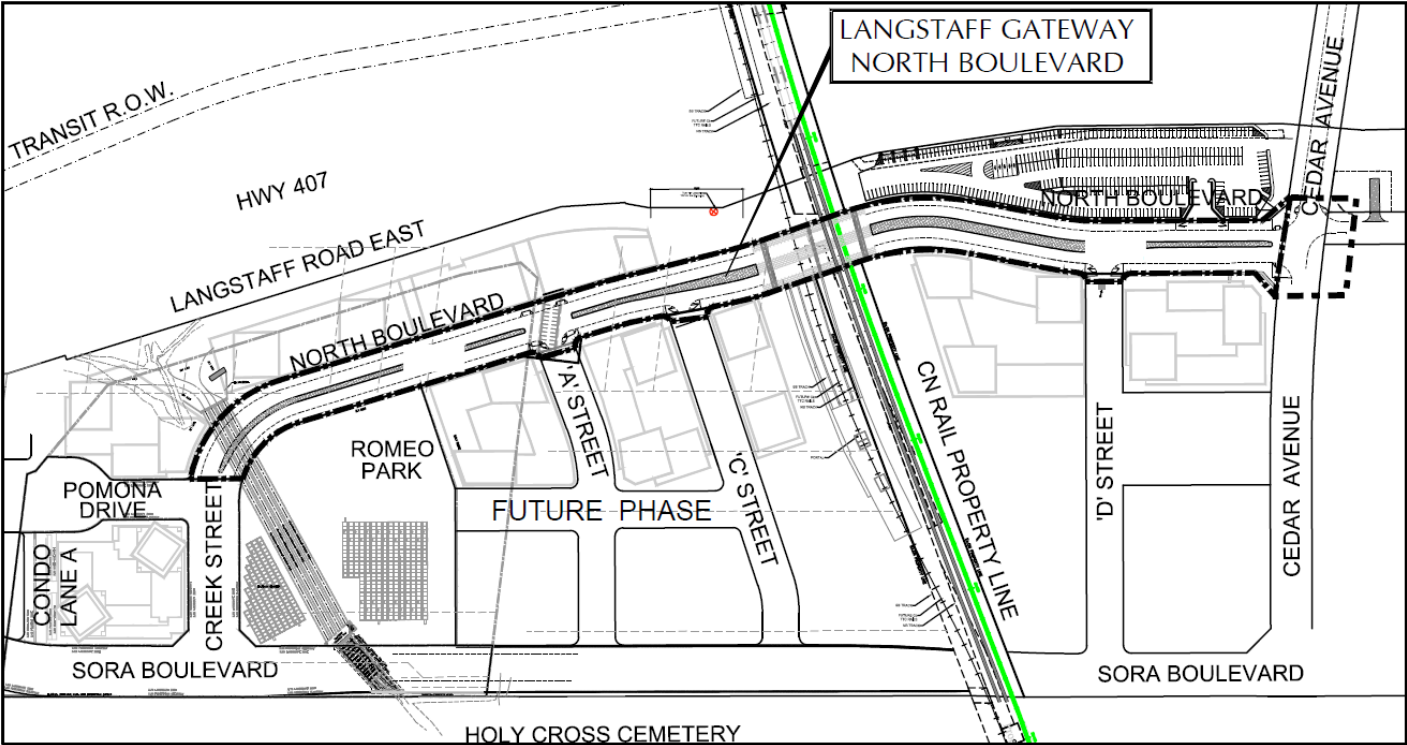 LANGSTAFF GATEWAY
NORTH BOULEVARD
TRANSIT R.O.W.
CEDAR AVENUE
HWY 407
NORTH BOULEVARD
LANGSTAFF ROAD EAST
NORTH BOULEVARD
CN RAIL PROPERTY LINE
'A' STREET
ROMEO
PARK
'C' STREET
'D' STREET
CEDAR AVENUE
POMONA
DRIVE
FUTURE PHASE
CONDO
LANE A
CREEK STREET
SORA BOULEVARD
SORA BOULEVARD
HOLY CROSS CEMETERY